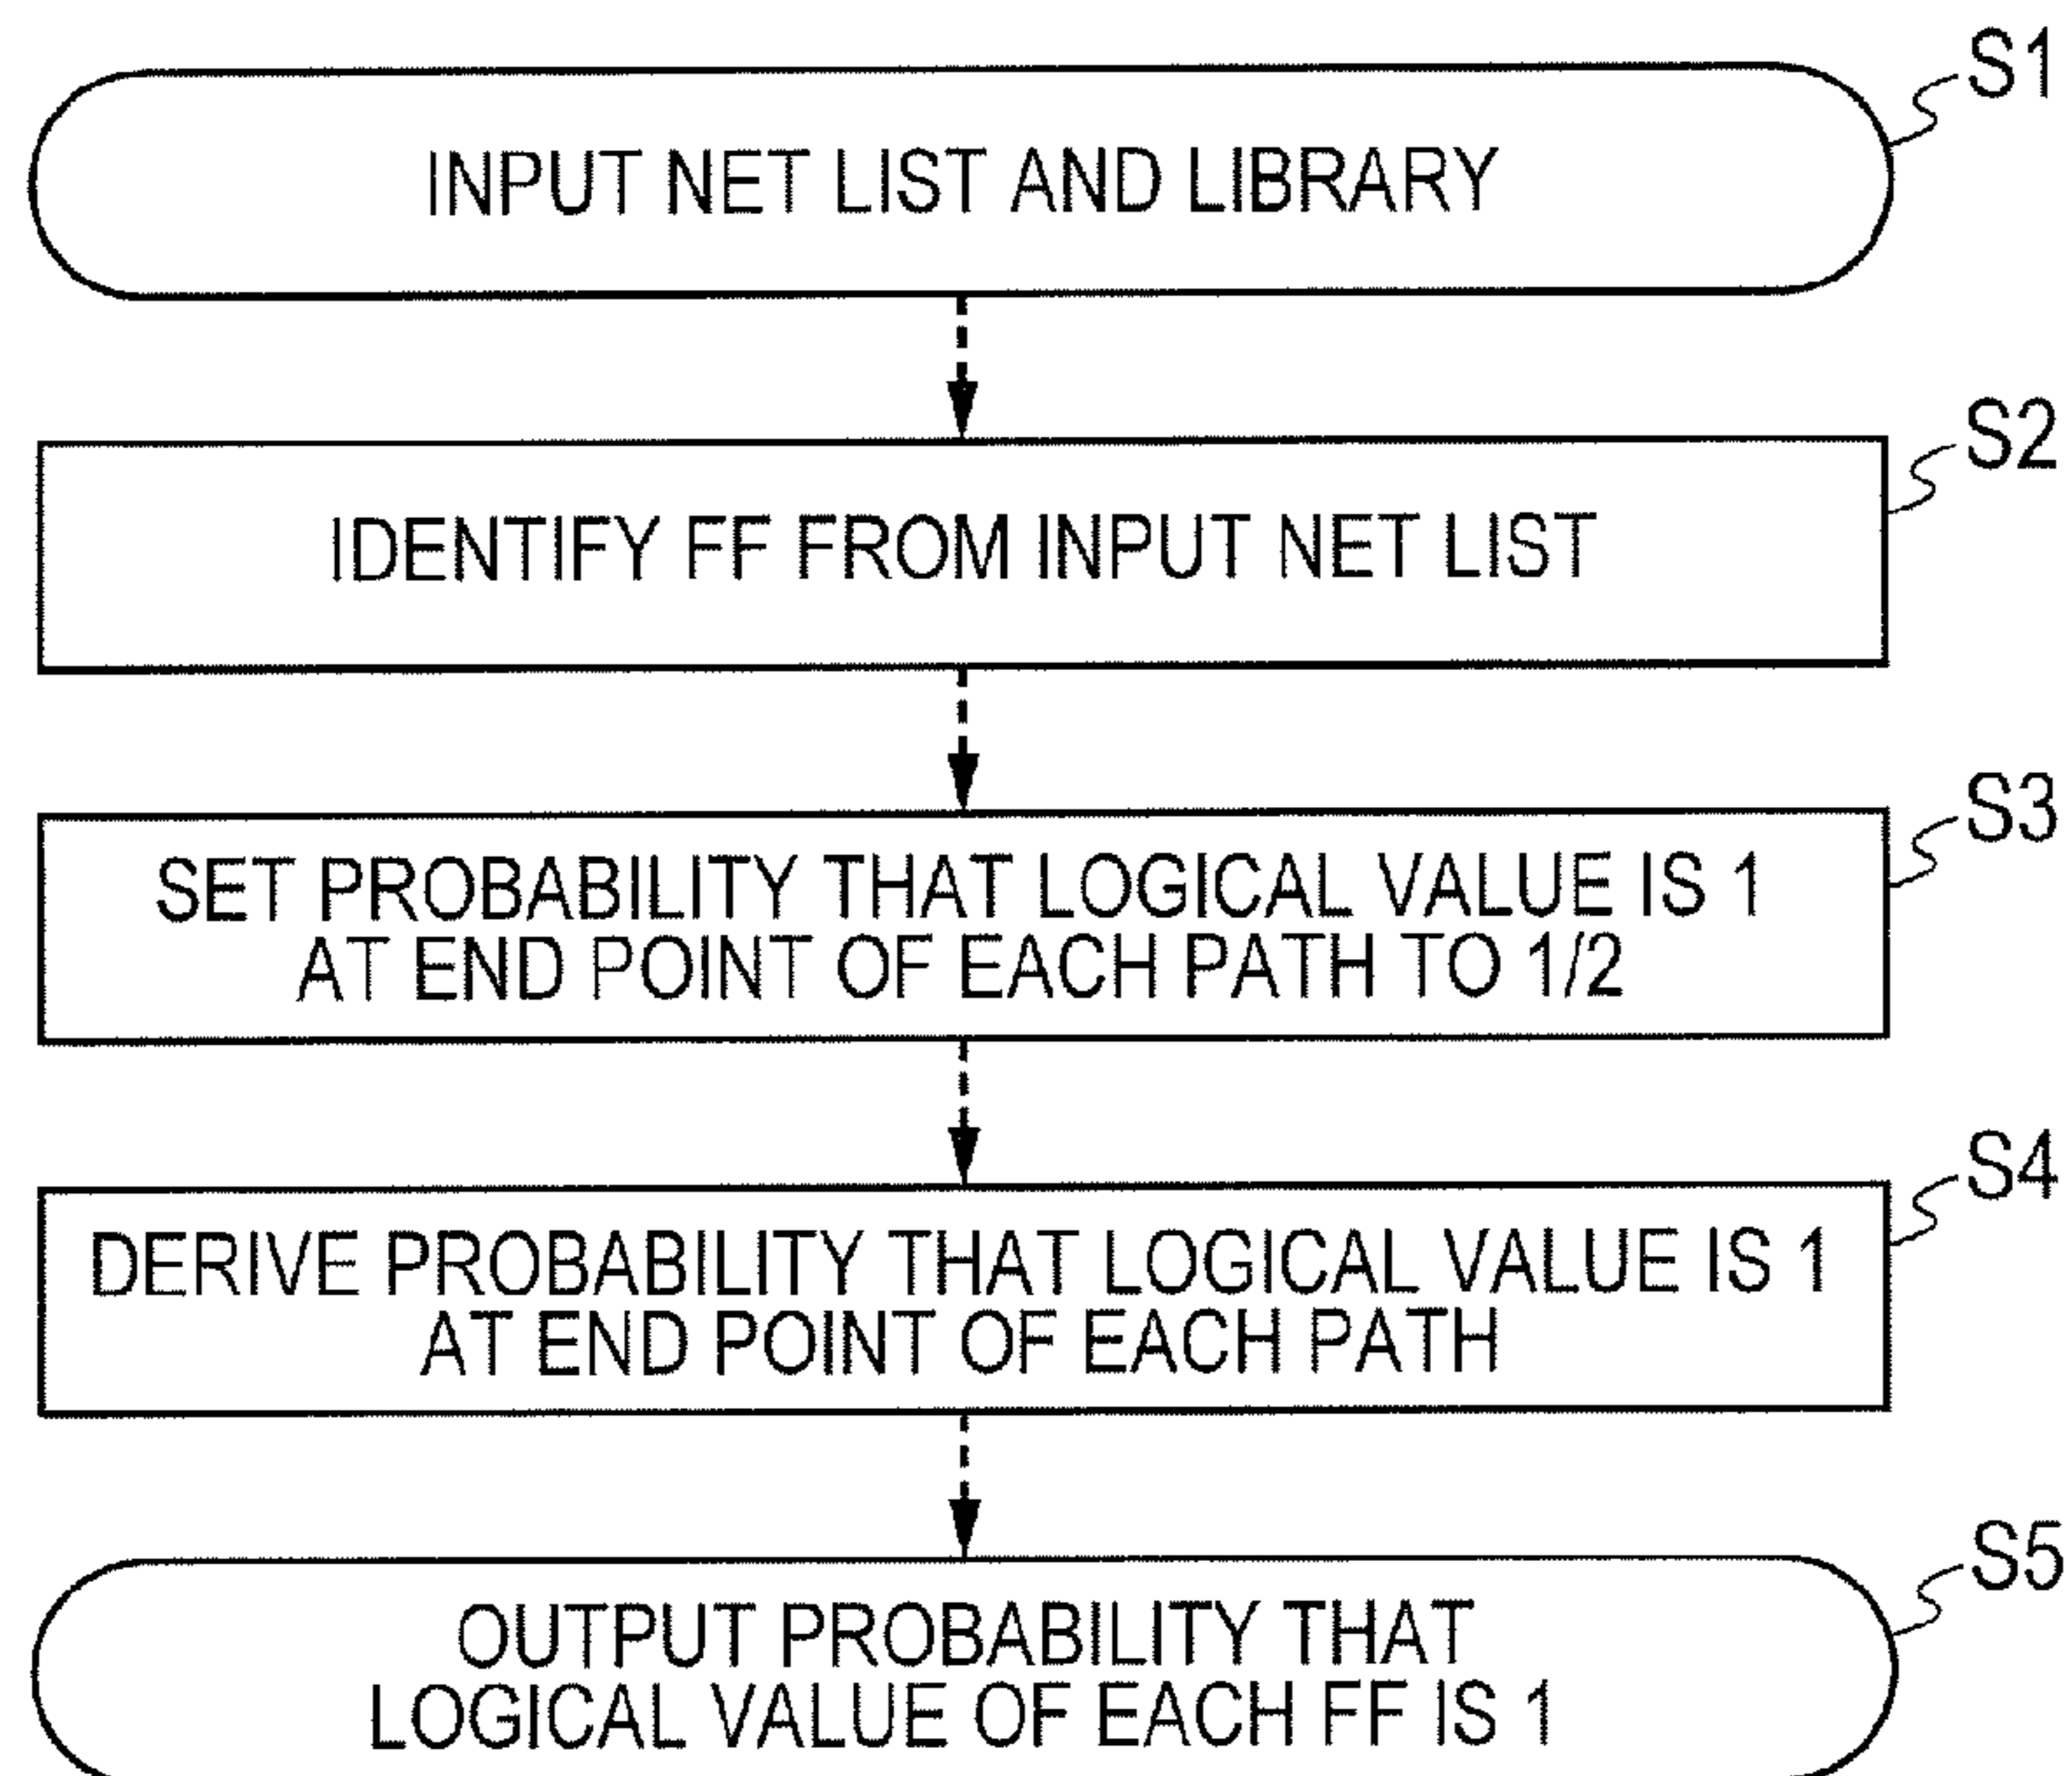 S1
INPUT NET LIST AND LIBRARY
S2
IDENTIFY FF FROM INPUT NET LIST
S3
SET PROBABILITY THAT LOGICAL VALUE IS 1
AT END POINT OF EACH PATH TO 1/2
S4
DERIVE PROBABILITY THAT LOGICAL VALUE IS 1
AT END POINT OF EACH PATH
S5
OUTPUT PROBABILITY THAT
LOGICAL VALUE OF EACH FF IS 1